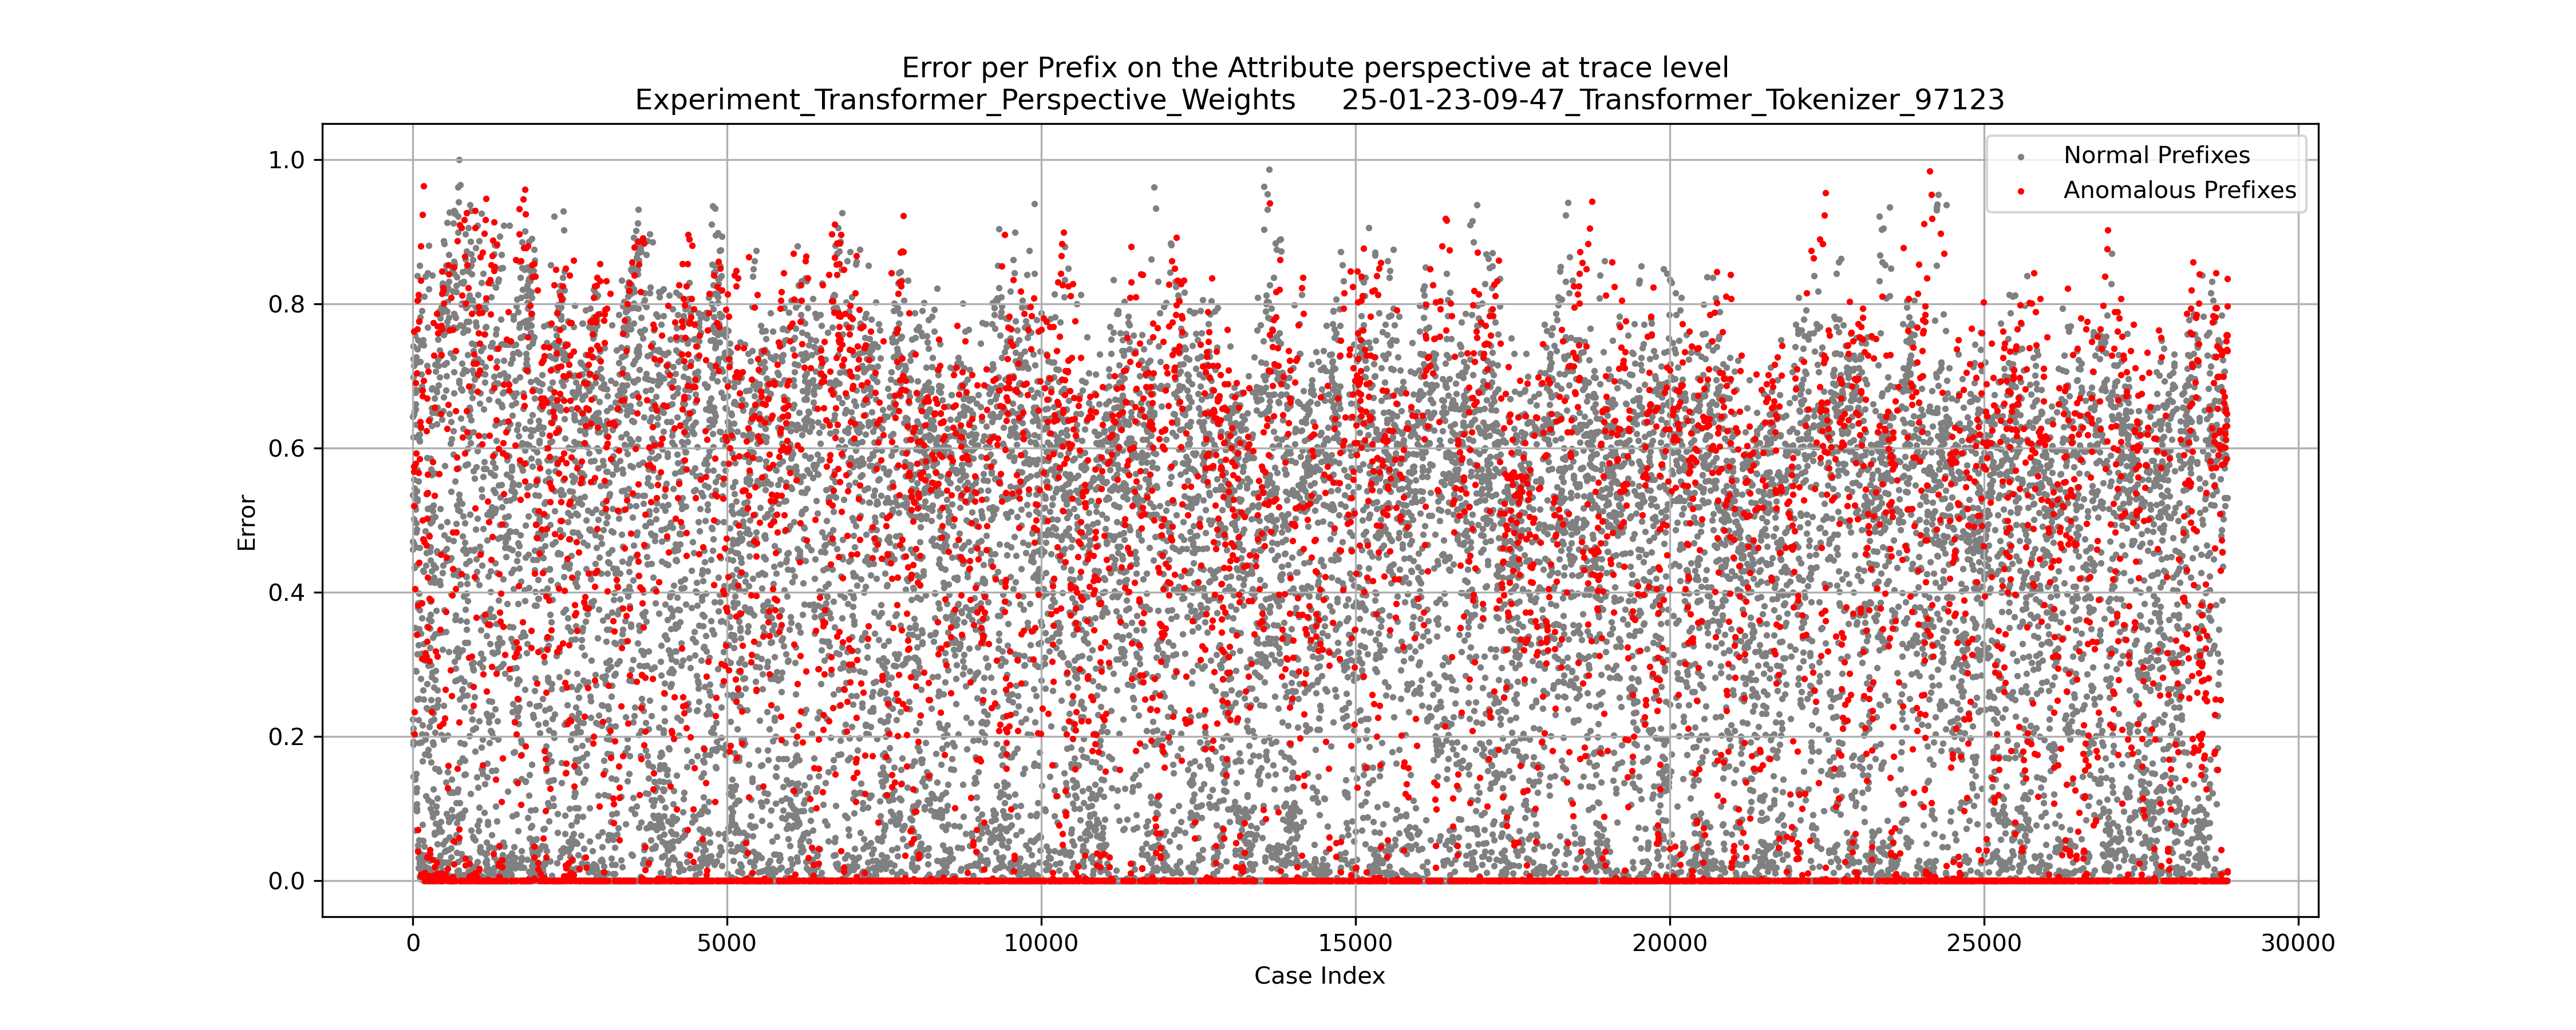 Error per Prefix on the Attribute perspective at trace level
Experiment_Transformer_Perspective_Weights 25-01-23-09-47_Transformer_Tokenizer_97123
Normal Prefixes
Anomalous Prefixes
Error
1.0
0.8
0.6
0.4
0.2
0.0
0 5000 10000 15000 20000 25000 30000
Case Index